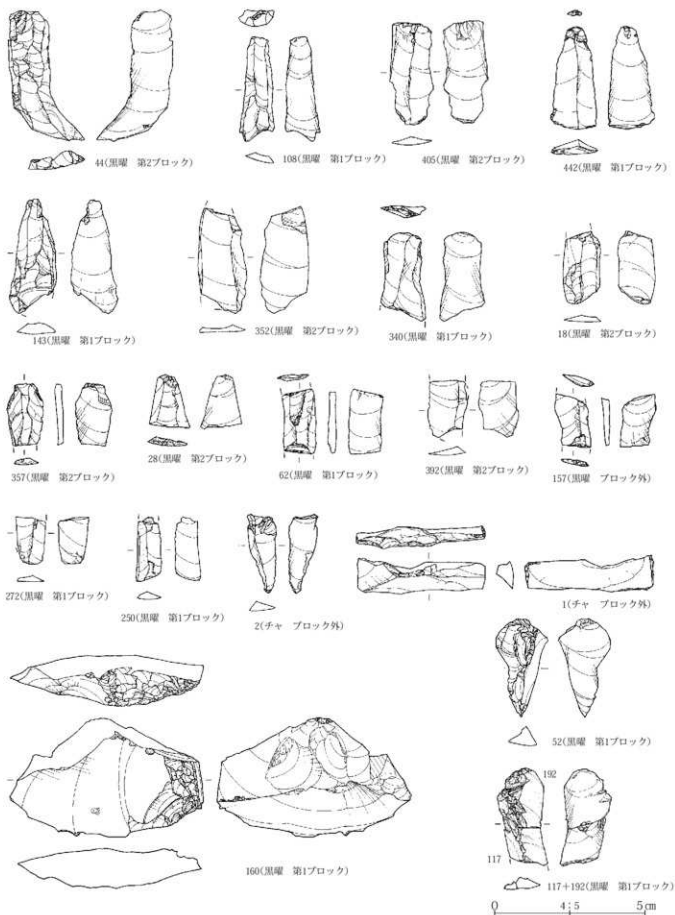 44(黒曜 第2ブロック)
108(黒曜 第1ブロック)
405(黒曜 第2ブロック)
442(黒曜 第1ブロック)
143(黒曜 第1ブロック)
352(黒曜 第2ブロック)
340(黒曜 第1ブロック)
18(黒曜 第2ブロック)
357(黒曜 第2ブロック)
28(黒曜 第2ブロック)
62(黒曜 第1ブロック)
392(黒曜 第2ブロック)
157(黒曜 ブロック外)
272(黒曜 第1ブロック)
250(黒曜 第1ブロック)
2(チャ ブロック外)
1(チャ ブロック外)
52(黒曜 第1ブロック)
160(黒曜 第1ブロック)
192
117
117+192(黒曜 第1ブロック)
0 4:5 5cm